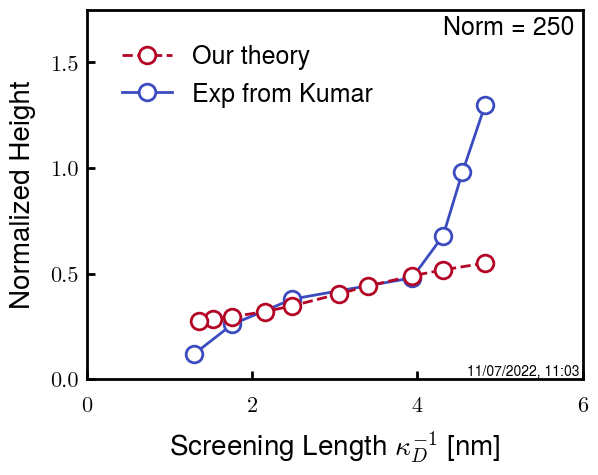 Norm = 250
Our theory
Exp from Kumar
Normalized Height
1.5
1.0
0.5
0.0
11/07/2022, 11:03
0 2 4 6
Screening Length κ_D^{-1} [nm]